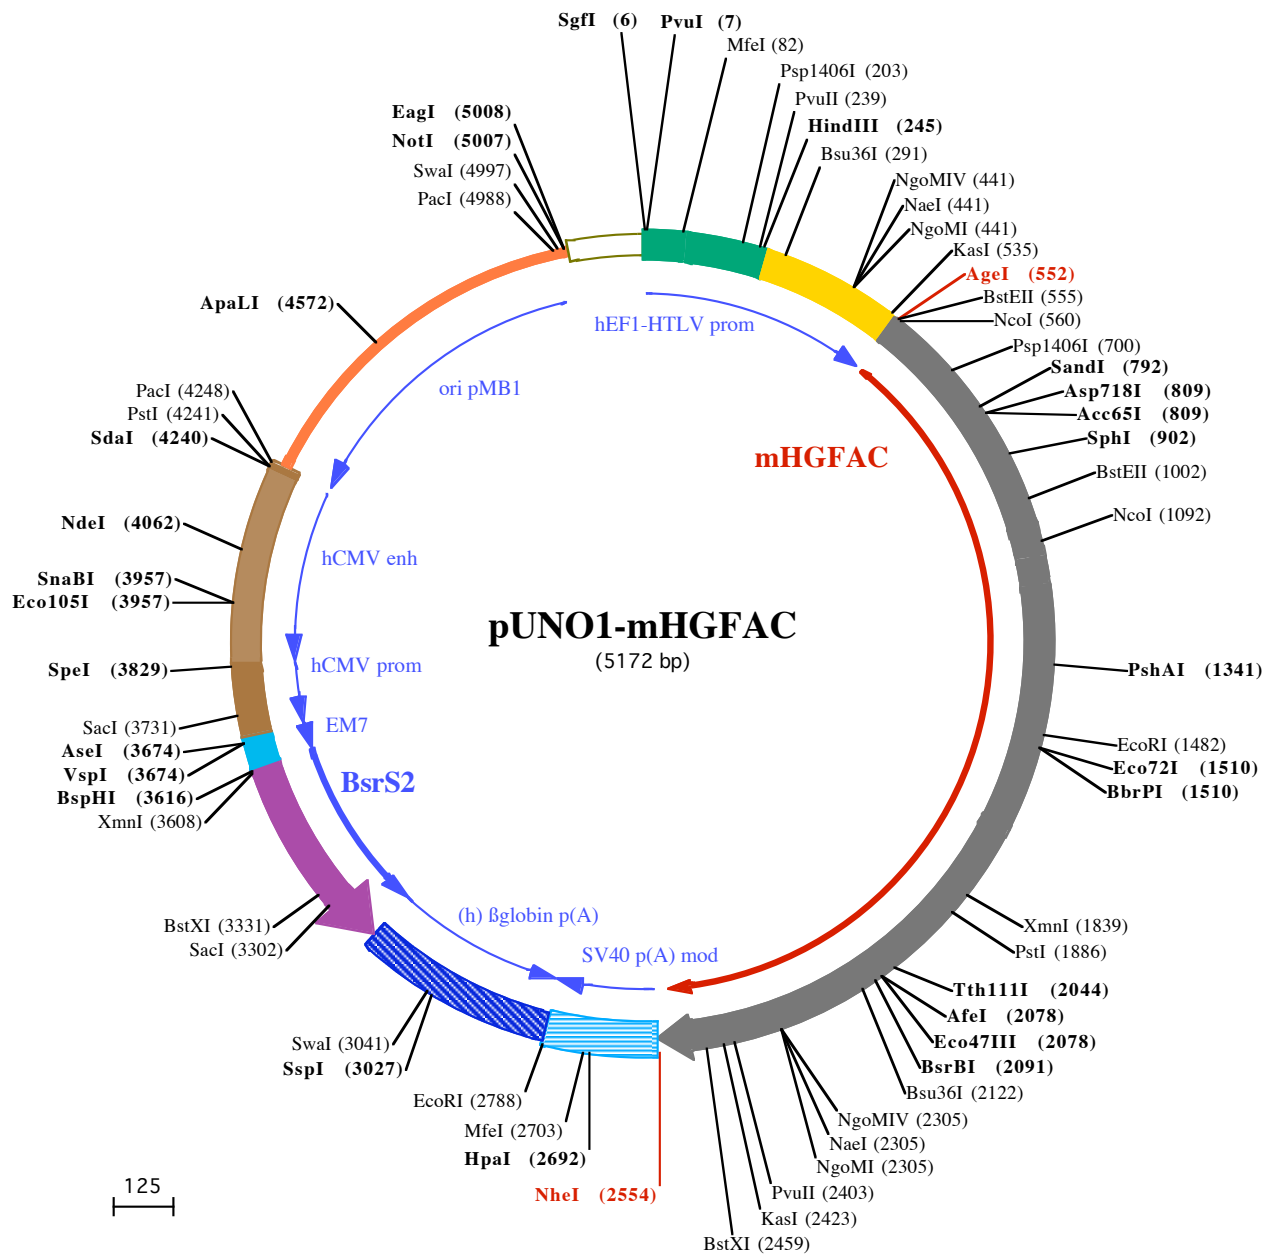 SgfI (6)
PvuI (7)
MfeI (82)
Psp1406I (203)
PvuII (239)
HindIII (245)
Bsu36I (291)
NgoMIV (441)
NaeI (441)
NgoMI (441)
KasI (535)
AgeI (552)
BstEII (555)
NcoI (560)
Psp1406I (700)
SandI (792)
Asp718I (809)
Acc65I (809)
SphI (902)
BstEII (1002)
NcoI (1092)
PshAI (1341)
EcoRI (1482)
Eco72I (1510)
BbrPI (1510)
XmnI (1839)
PstI (1886)
Tth111I (2044)
AfeI (2078)
Eco47III (2078)
BsrBI (2091)
Bsu36I (2122)
NgoMIV (2305)
NaeI (2305)
NgoMI (2305)
PvuII (2403)
KasI (2423)
BstXI (2459)
NheI (2554)
HpaI (2692)
MfeI (2703)
EcoRI (2788)
SspI (3027)
SwaI (3041)
SacI (3302)
BstXI (3331)
XmnI (3608)
BspHI (3616)
VspI (3674)
AseI (3674)
SacI (3731)
SpeI (3829)
Eco105I (3957)
SnaBI (3957)
NdeI (4062)
SdaI (4240)
PstI (4241)
PacI (4248)
ApaLI (4572)
PacI (4988)
SwaI (4997)
NotI (5007)
EagI (5008)
hEF1-HTLV prom
mHGFAC
ori pMB1
hCMV enh
hCMV prom
EM7
BsrS2
(h) ßglobin p(A)
SV40 p(A) mod
pUNO1-mHGFAC
(5172 bp)
125